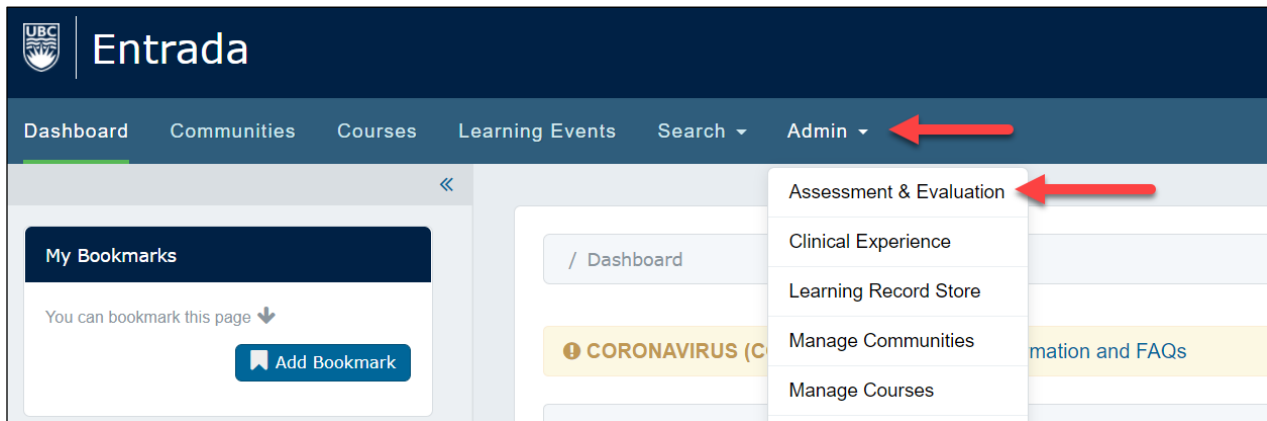 UBC
Entrada
Dashboard Communities Courses Learning Events Search Admin
Assessment & Evaluation
Clinical Experience
Learning Record Store
Manage Communities
Manage Courses
My Bookmarks
You can bookmark this page
Add Bookmark
/ Dashboard
CORONAVIRUS (C mation and FAQs